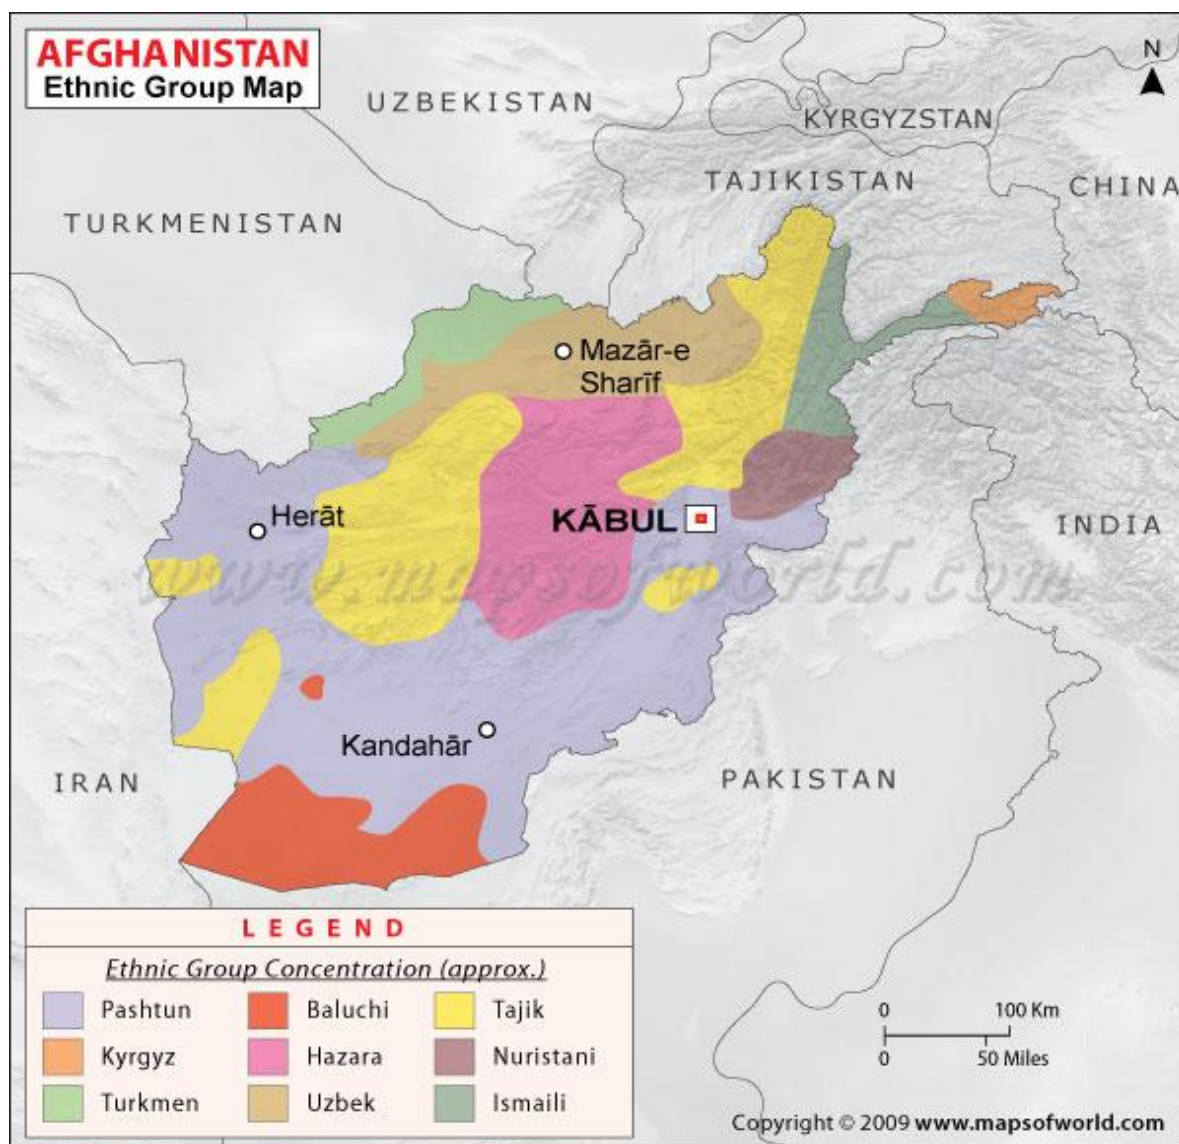 AFGHANISTAN
Ethnic Group Map
N
UZBEKISTAN
KYRGYZSTAN
TAJIKISTAN
CHINA
TURKMENISTAN
Mazār-e
Sharīf
Herāt
KĀBUL
INDIA
www.mapsofworld.com
Kandahār
IRAN
PAKISTAN
LEGEND
Ethnic Group Concentration (approx.)
Pashtun Baluchi Tajik
Kyrgyz Hazara Nuristani
Turkmen Uzbek Ismaili
0 100 Km
0 50 Miles
Copyright © 2009 www.mapsofworld.com